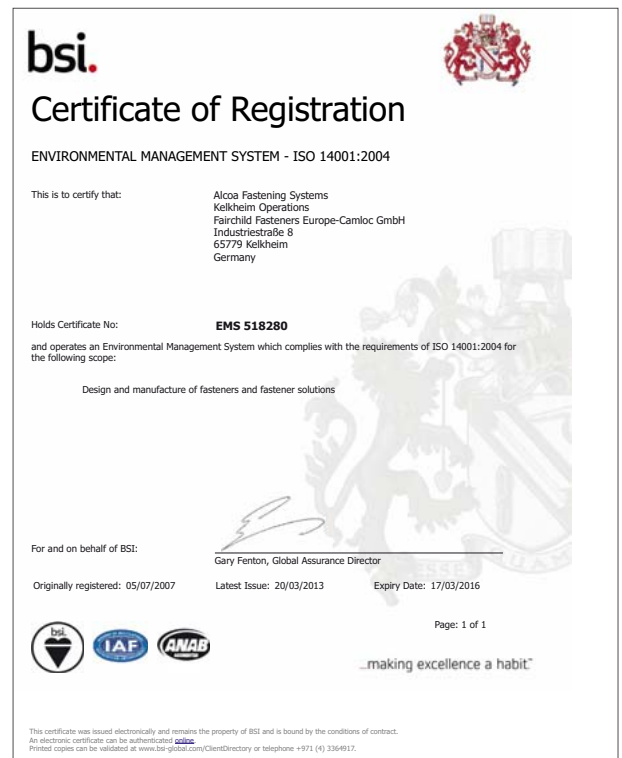 bsi.
Certificate of Registration
ENVIRONMENTAL MANAGEMENT SYSTEM - ISO 14001:2004
This is to certify that:
Alcoa Fastening Systems
Kelkheim Operations
Fairchild Fasteners Europe-Camloc GmbH
Industriestraße 8
65779 Kelkheim
Germany
Holds Certificate No:
EMS 518280
and operates an Environmental Management System which complies with the requirements of ISO 14001:2004 for
the following scope:
Design and manufacture of fasteners and fastener solutions
For and on behalf of BSI:
Gary Fenton, Global Assurance Director
Originally registered: 05/07/2007 Latest Issue: 20/03/2013 Expiry Date: 17/03/2016
Page: 1 of 1
bsi.
IAF
ANAB
...making excellence a habit.™
This certificate was issued electronically and remains the property of BSI and is bound by the conditions of contract.
An electronic certificate can be authenticated online.
Printed copies can be validated at www.bsi-global.com/ClientDirectory or telephone +971 (4) 3364917.